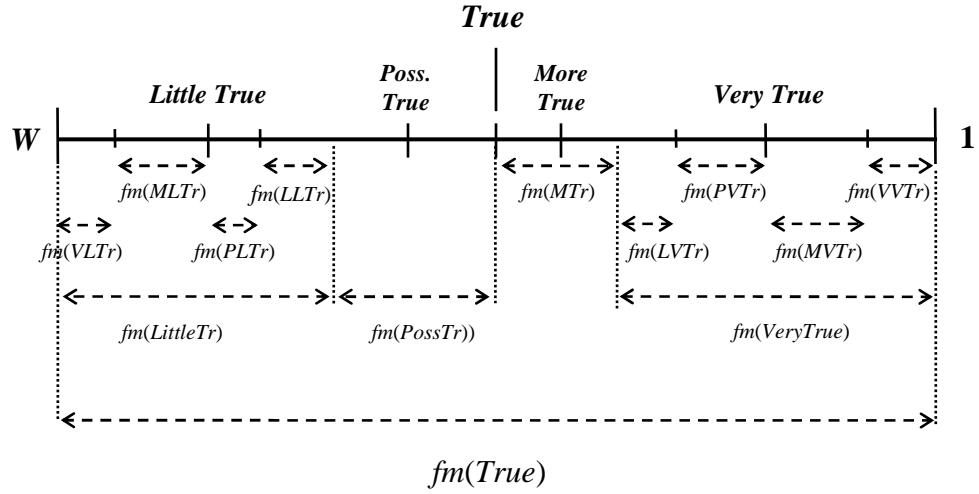 True
Poss. More
Little True True True Very True
W 1
fm(MLTr) fm(LLTr) fm(MTr) fm(PVTr) fm(VVTr)
fm(VLTr) fm(PLTr) fm(LVTr) fm(MVTr)
fm(LittleTr) fm(PossTr)) fm(VeryTrue)
fm(True)